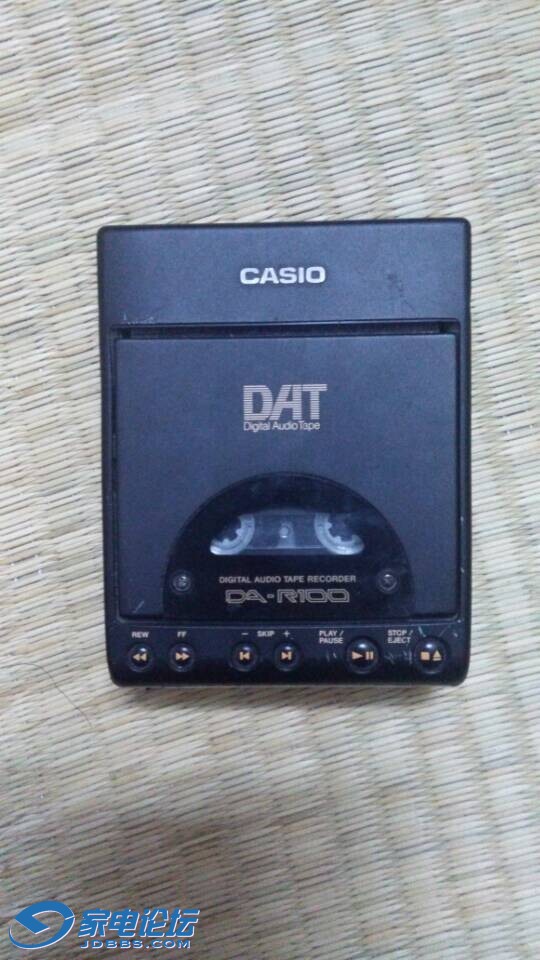 CASIO
DAT
Digital Audio Tape
DIGITAL AUDIO TAPE RECORDER
DA-R100
REW FF − SKIP + PLAY / PAUSE STOP / EJECT
家电论坛
JDBBS.COM